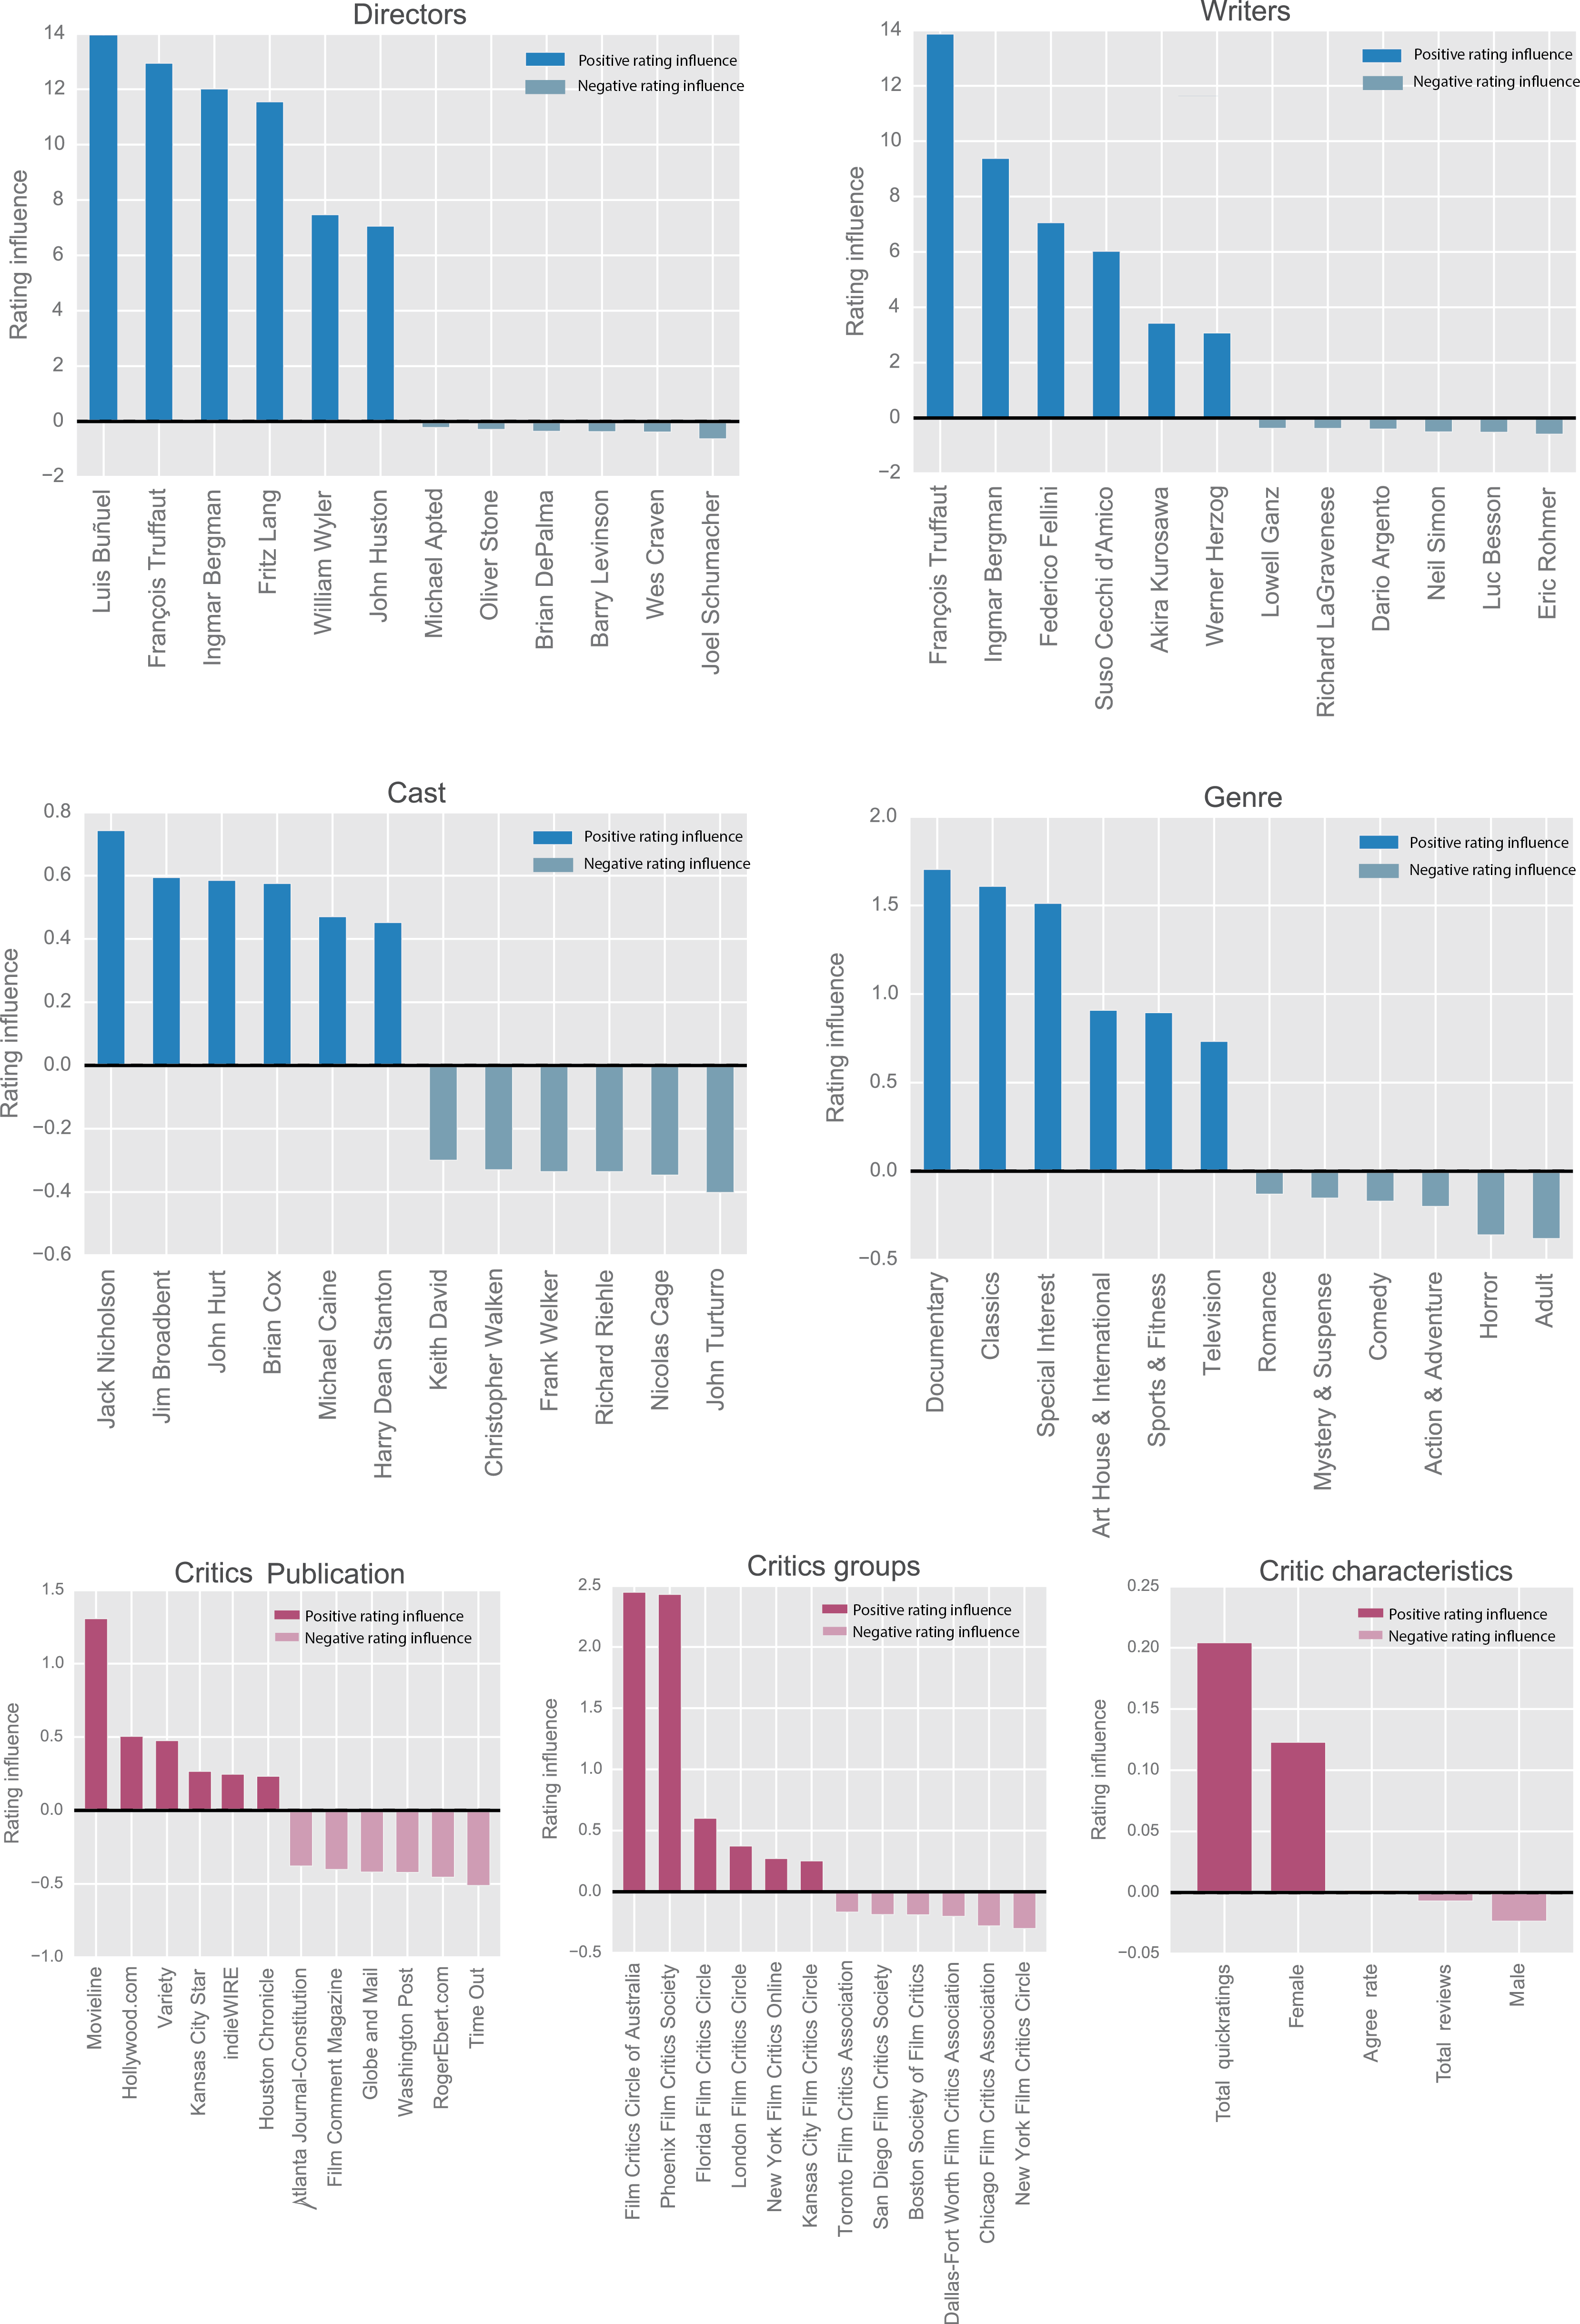 Directors
Positive rating influence
Negative rating influence
Rating influence
14
12
10
8
6
4
2
0
−2
Luis Buñuel
François Truffaut
Ingmar Bergman
Fritz Lang
William Wyler
John Huston
Michael Apted
Oliver Stone
Brian DePalma
Barry Levinson
Wes Craven
Joel Schumacher
Writers
Positive rating influence
Negative rating influence
Rating influence
14
12
10
8
6
4
2
0
−2
François Truffaut
Ingmar Bergman
Federico Fellini
Suso Cecchi d'Amico
Akira Kurosawa
Werner Herzog
Lowell Ganz
Richard LaGravenese
Dario Argento
Neil Simon
Luc Besson
Eric Rohmer
Cast
Positive rating influence
Negative rating influence
Rating influence
0.8
0.6
0.4
0.2
0.0
−0.2
−0.4
−0.6
Jack Nicholson
Jim Broadbent
John Hurt
Brian Cox
Michael Caine
Harry Dean Stanton
Keith David
Christopher Walken
Frank Welker
Richard Riehle
Nicolas Cage
John Turturro
Genre
Positive rating influence
Negative rating influence
Rating influence
2.0
1.5
1.0
0.5
0.0
−0.5
Documentary
Classics
Special Interest
Art House & International
Sports & Fitness
Television
Romance
Mystery & Suspense
Comedy
Action & Adventure
Horror
Adult
Critics Publication
Positive rating influence
Negative rating influence
Rating influence
1.5
1.0
0.5
0.0
−0.5
−1.0
Movieline
Hollywood.com
Variety
Kansas City Star
indieWIRE
Houston Chronicle
Atlanta Journal-Constitution
Film Comment Magazine
Globe and Mail
Washington Post
RogerEbert.com
Time Out
Critics groups
Positive rating influence
Negative rating influence
Rating influence
2.5
2.0
1.5
1.0
0.5
0.0
−0.5
Film Critics Circle of Australia
Phoenix Film Critics Society
Florida Film Critics Circle
London Film Critics Circle
New York Film Critics Online
Kansas City Film Critics Circle
Toronto Film Critics Association
San Diego Film Critics Society
Boston Society of Film Critics
Dallas-Fort Worth Film Critics Association
Chicago Film Critics Association
New York Film Critics Circle
Critic characteristics
Positive rating influence
Negative rating influence
Rating influence
0.25
0.20
0.15
0.10
0.05
0.00
−0.05
Total quickratings
Female
Agree rate
Total reviews
Male